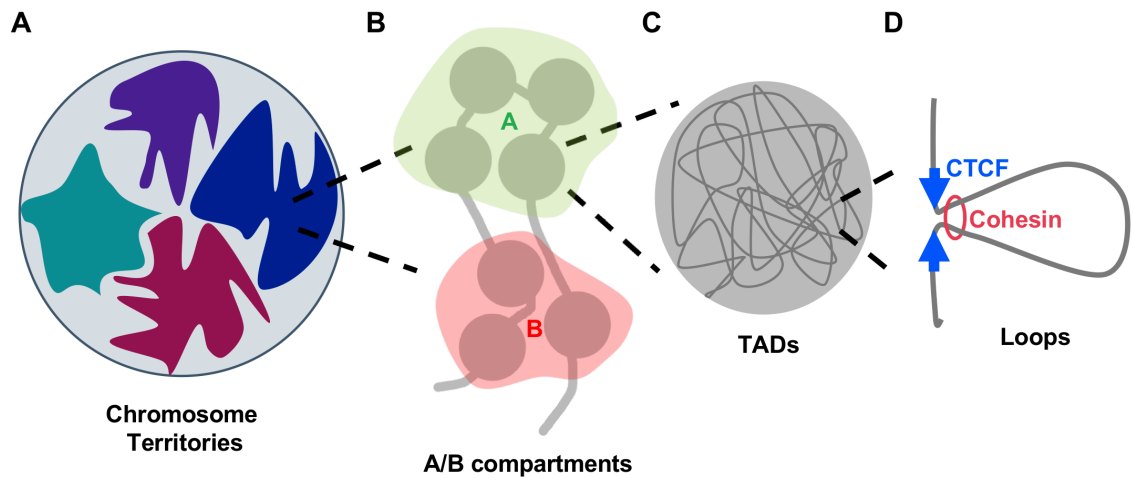 A
B
C
D
A
CTCF
Cohesin
B
TADs
Loops
Chromosome
Territories
A/B compartments